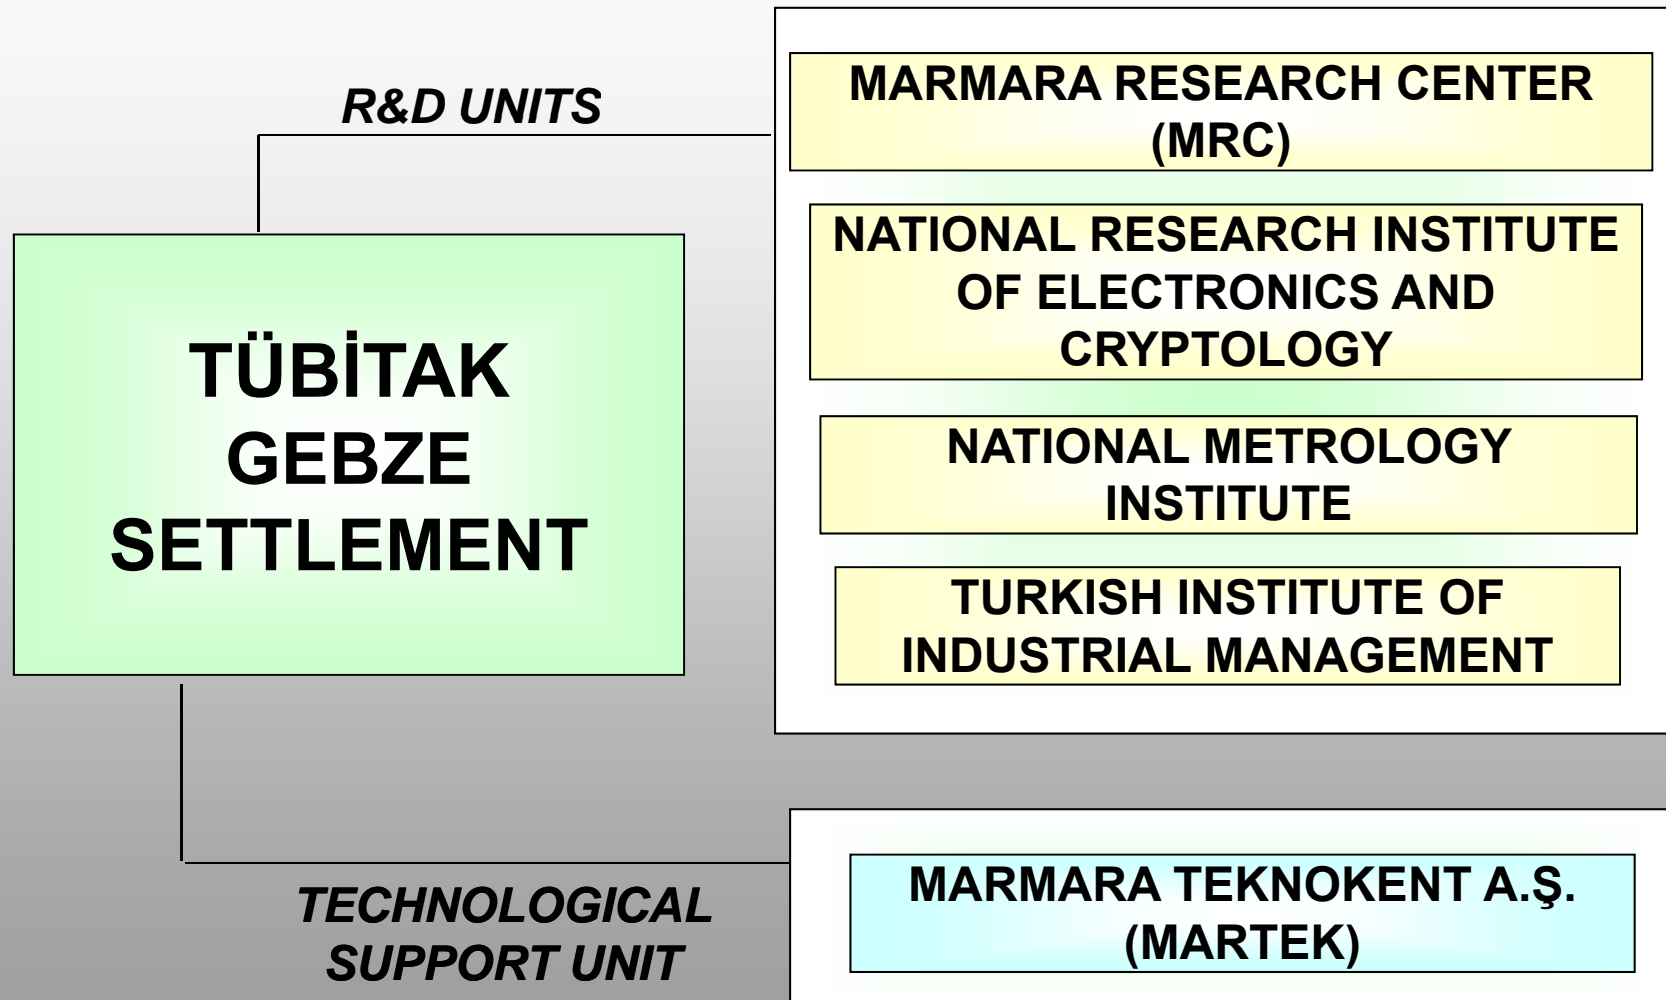 R&D UNITS
MARMARA RESEARCH CENTER
(MRC)
NATIONAL RESEARCH INSTITUTE
OF ELECTRONICS AND
CRYPTOLOGY
NATIONAL METROLOGY
INSTITUTE
TURKISH INSTITUTE OF
INDUSTRIAL MANAGEMENT
TÜBİTAK
GEBZE
SETTLEMENT
TECHNOLOGICAL
SUPPORT UNIT
MARMARA TEKNOKENT A.Ş.
(MARTEK)